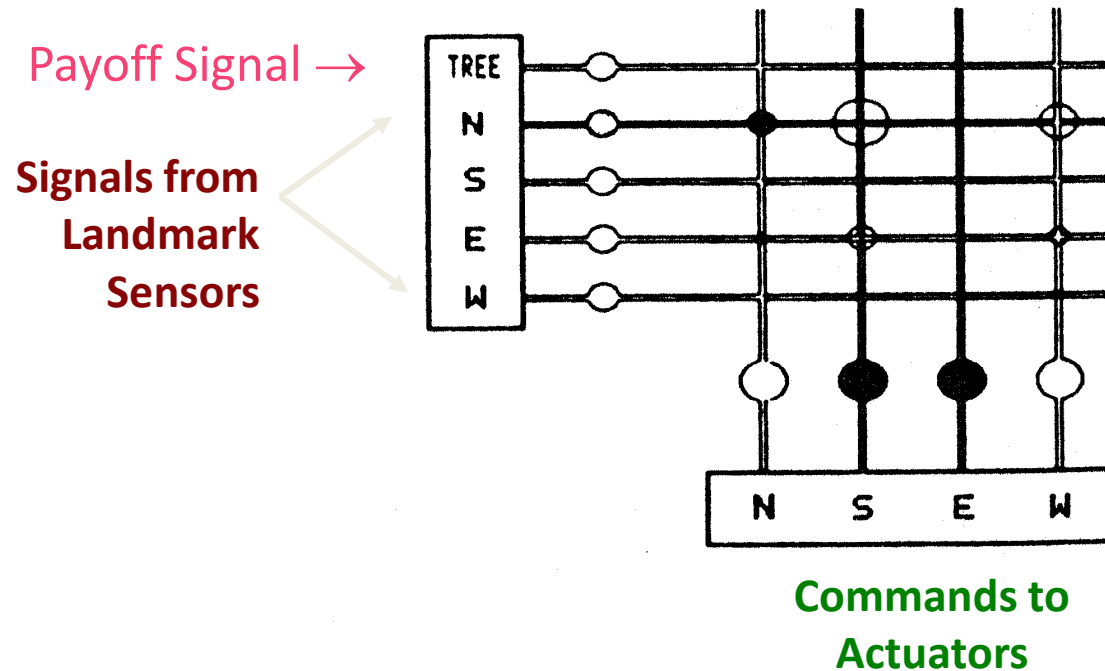 Payoff Signal →
TREE
N
Signals from
Landmark
Sensors
S
E
W
N S E W
Commands to
Actuators